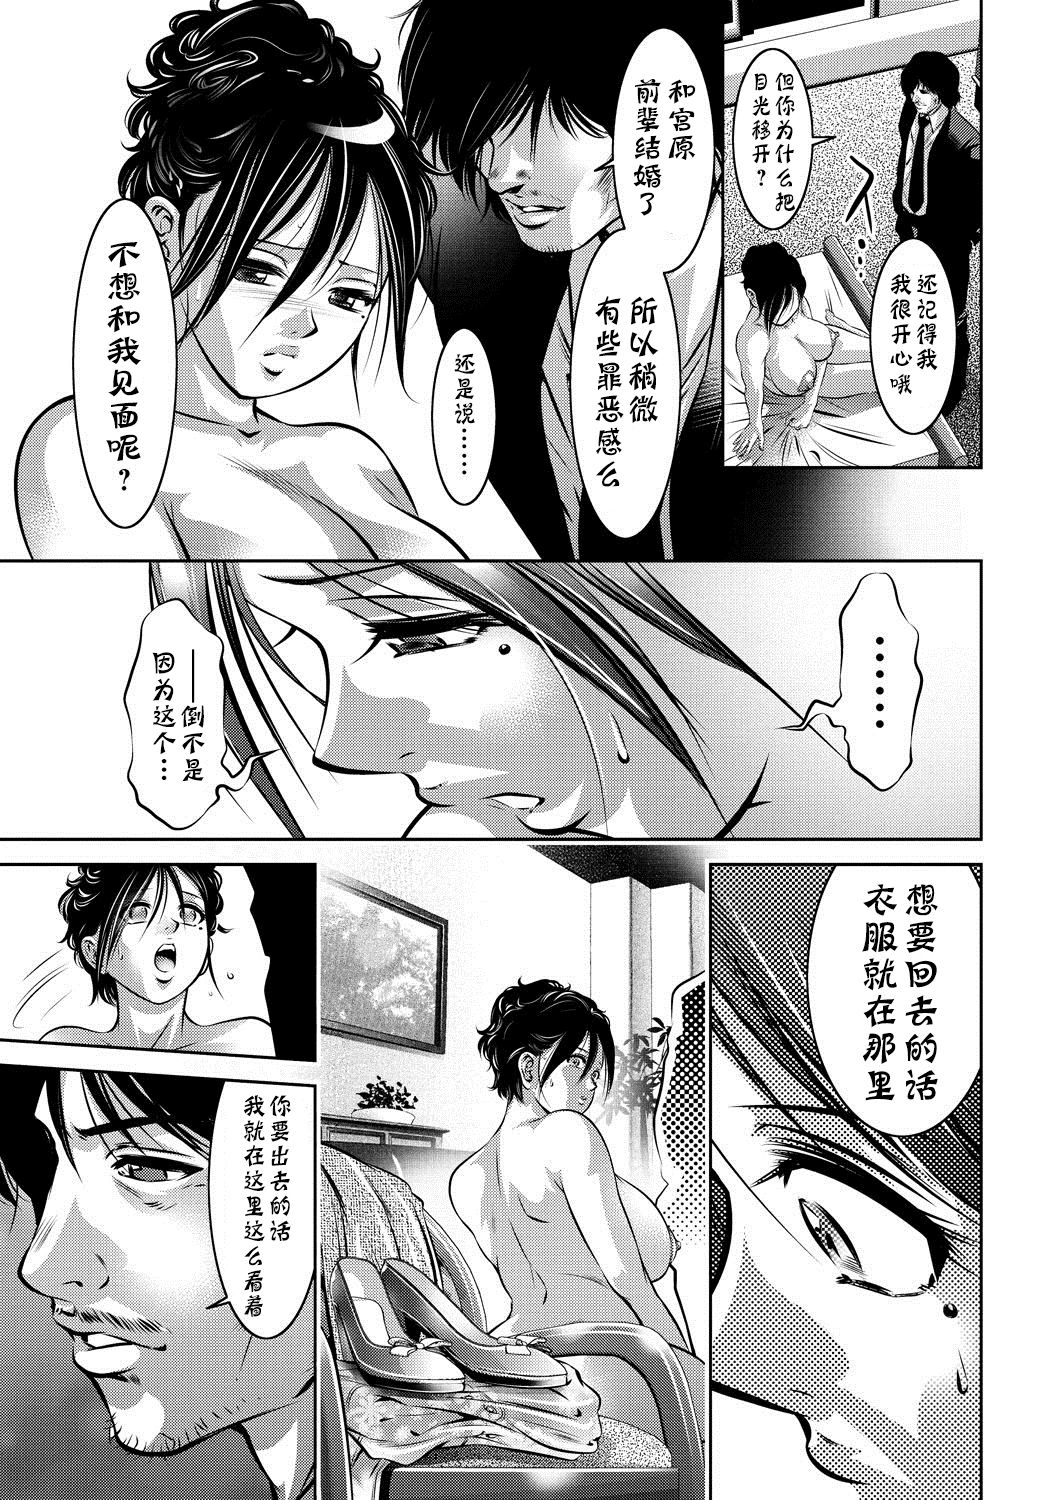 还记得我
我很开心哦
但你为什么把
目光移开？
ス…
和宫原
前辈结婚了
所以稍微
有些罪恶感么
还是说……
不想和我见面呢？
……
——倒不是
因为这个…
想要回去的话
衣服就在那里
你要出去的话
我就在这里这么看着